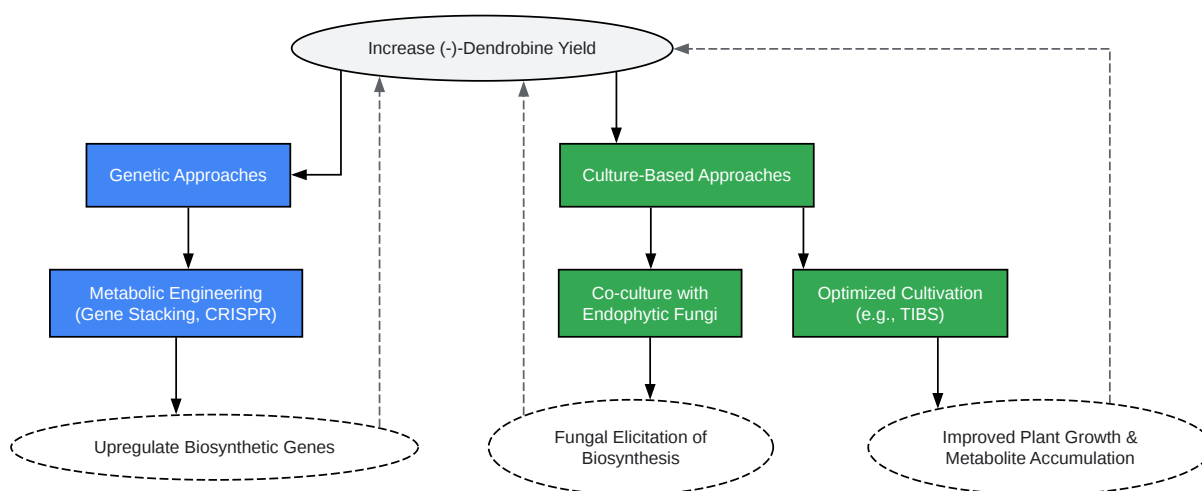 Increase (-)-Dendrobine Yield
Genetic Approaches
Culture-Based Approaches
Metabolic Engineering
(Gene Stacking, CRISPR)
Co-culture with
Endophytic Fungi
Optimized Cultivation
(e.g., TIBS)
Upregulate Biosynthetic Genes
Fungal Elicitation of
Biosynthesis
Improved Plant Growth &
Metabolite Accumulation